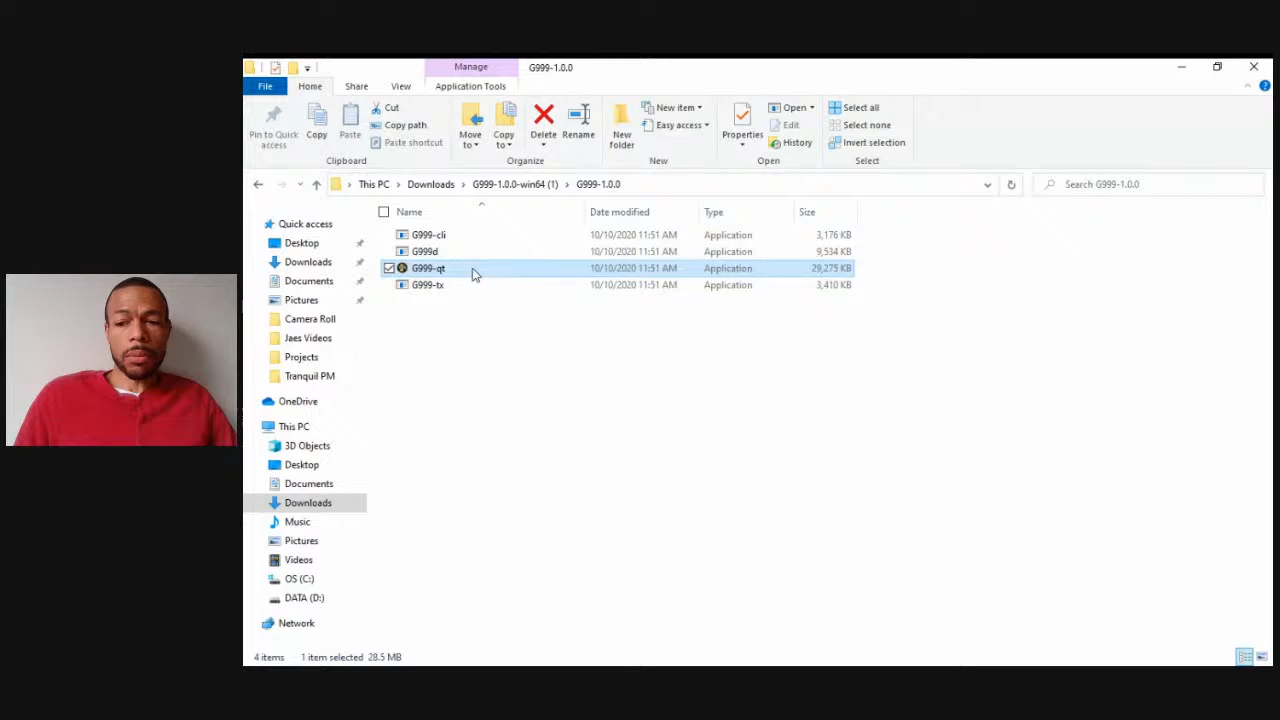 Manage
G999-1.0.0
File
Home
Share
View
Application Tools
Pin to Quick access
Copy
Paste
Cut
Copy path
Paste shortcut
Clipboard
Move to
Copy to
Delete
Rename
Organize
New folder
New item
Easy access
New
Properties
Open
Edit
History
Open
Select all
Select none
Invert selection
Select
This PC > Downloads > G999-1.0.0-win64 (1) > G999-1.0.0
Search G999-1.0.0
Name Date modified Type Size
G999-cli 10/10/2020 11:51 AM Application 3,176 KB
G999d 10/10/2020 11:51 AM Application 9,534 KB
G999-qt 10/10/2020 11:51 AM Application 29,275 KB
G999-tx 10/10/2020 11:51 AM Application 3,410 KB
Quick access
Desktop
Downloads
Documents
Pictures
Camera Roll
Jaes Videos
Projects
Tranquil PM
OneDrive
This PC
3D Objects
Desktop
Documents
Downloads
Music
Pictures
Videos
OS (C:)
DATA (D:)
Network
4 items 1 item selected 28.5 MB